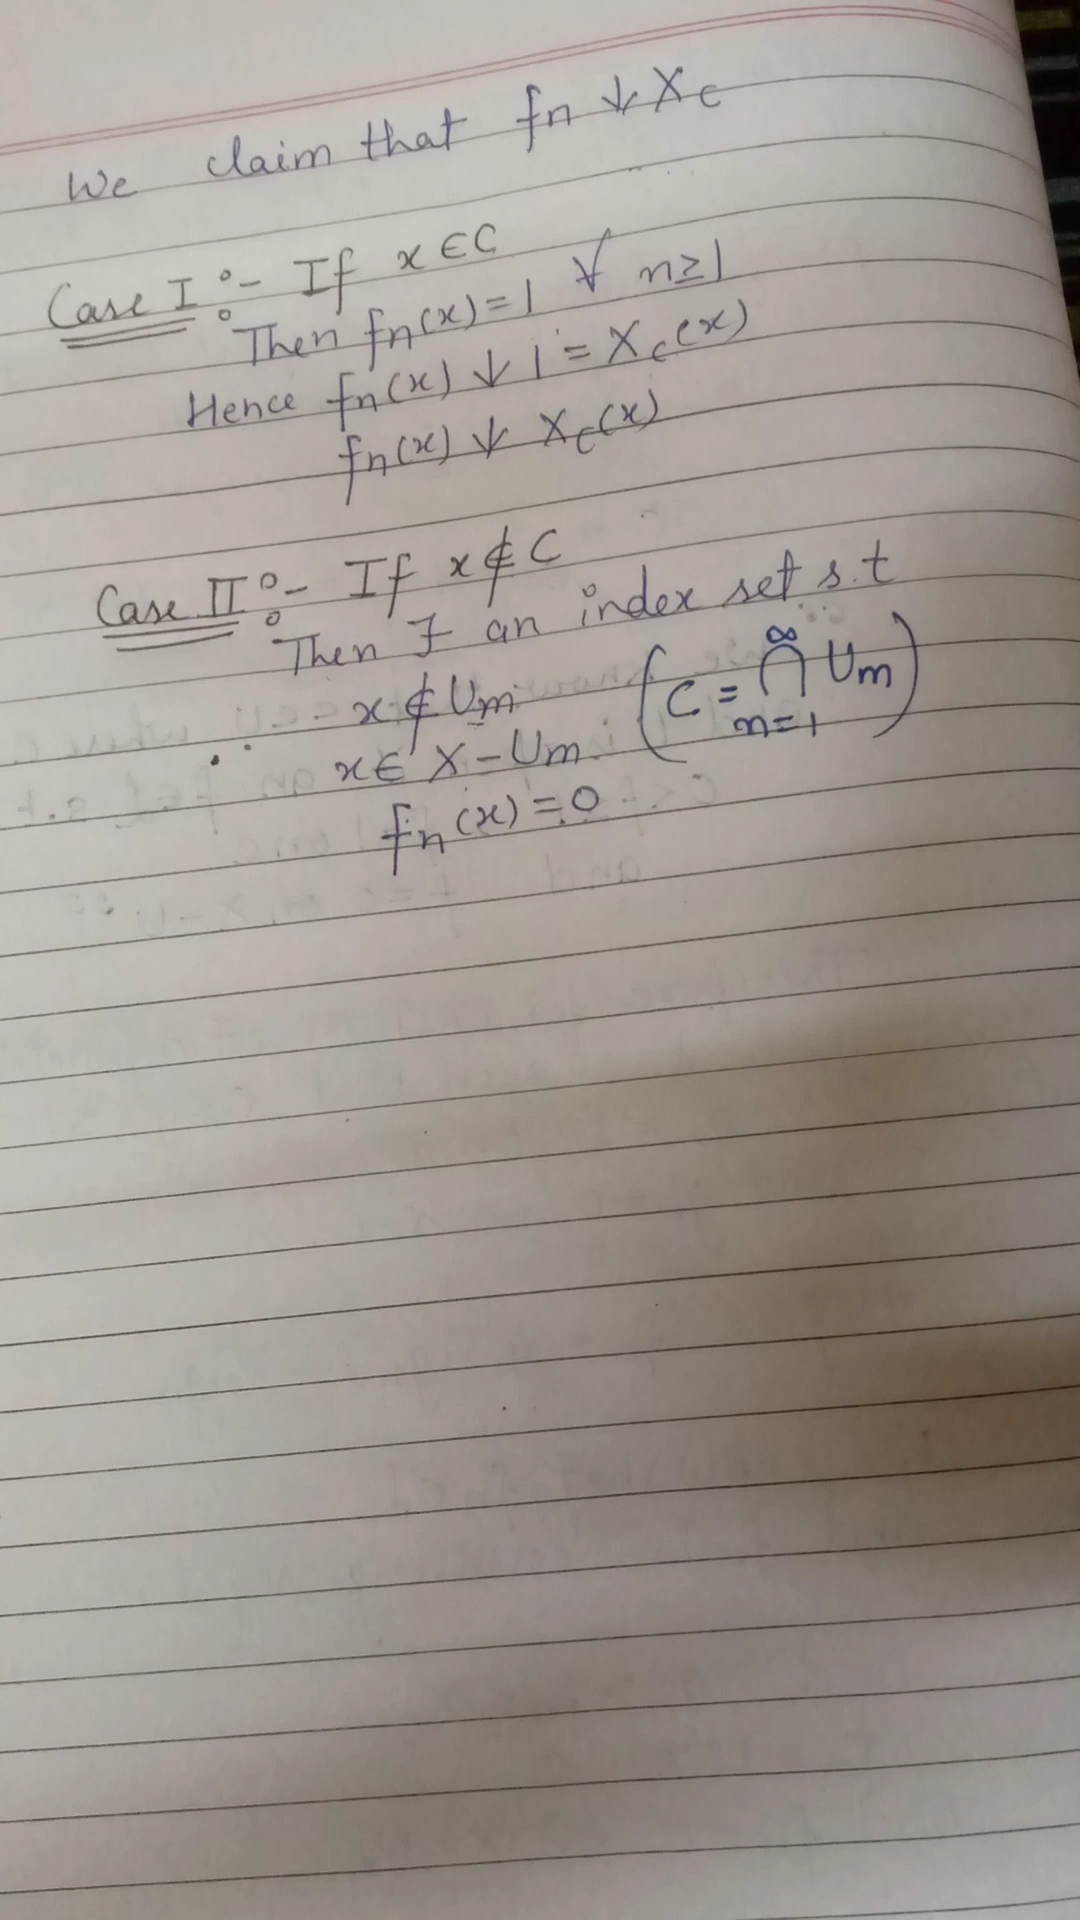 We claim that fn ↓ χc
Case I :- If x ∈ C
Then fn(x) = 1 ∀ n ≥ 1
Hence fn(x) ↓ 1 = χc(x)
fn(x) ↓ χc(x)
Case II :- If x ∉ C
Then ∃ an index set s.t
x ∉ Um (C = ∞ ∩ n=1 Um)
x ∈ X - Um
fn(x) = 0